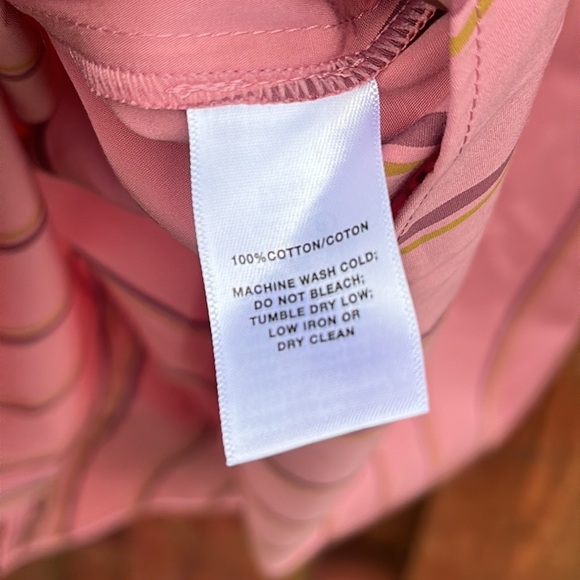 100%COTTON/COTON
MACHINE WASH COLD;
DO NOT BLEACH;
TUMBLE DRY LOW;
LOW IRON OR
DRY CLEAN